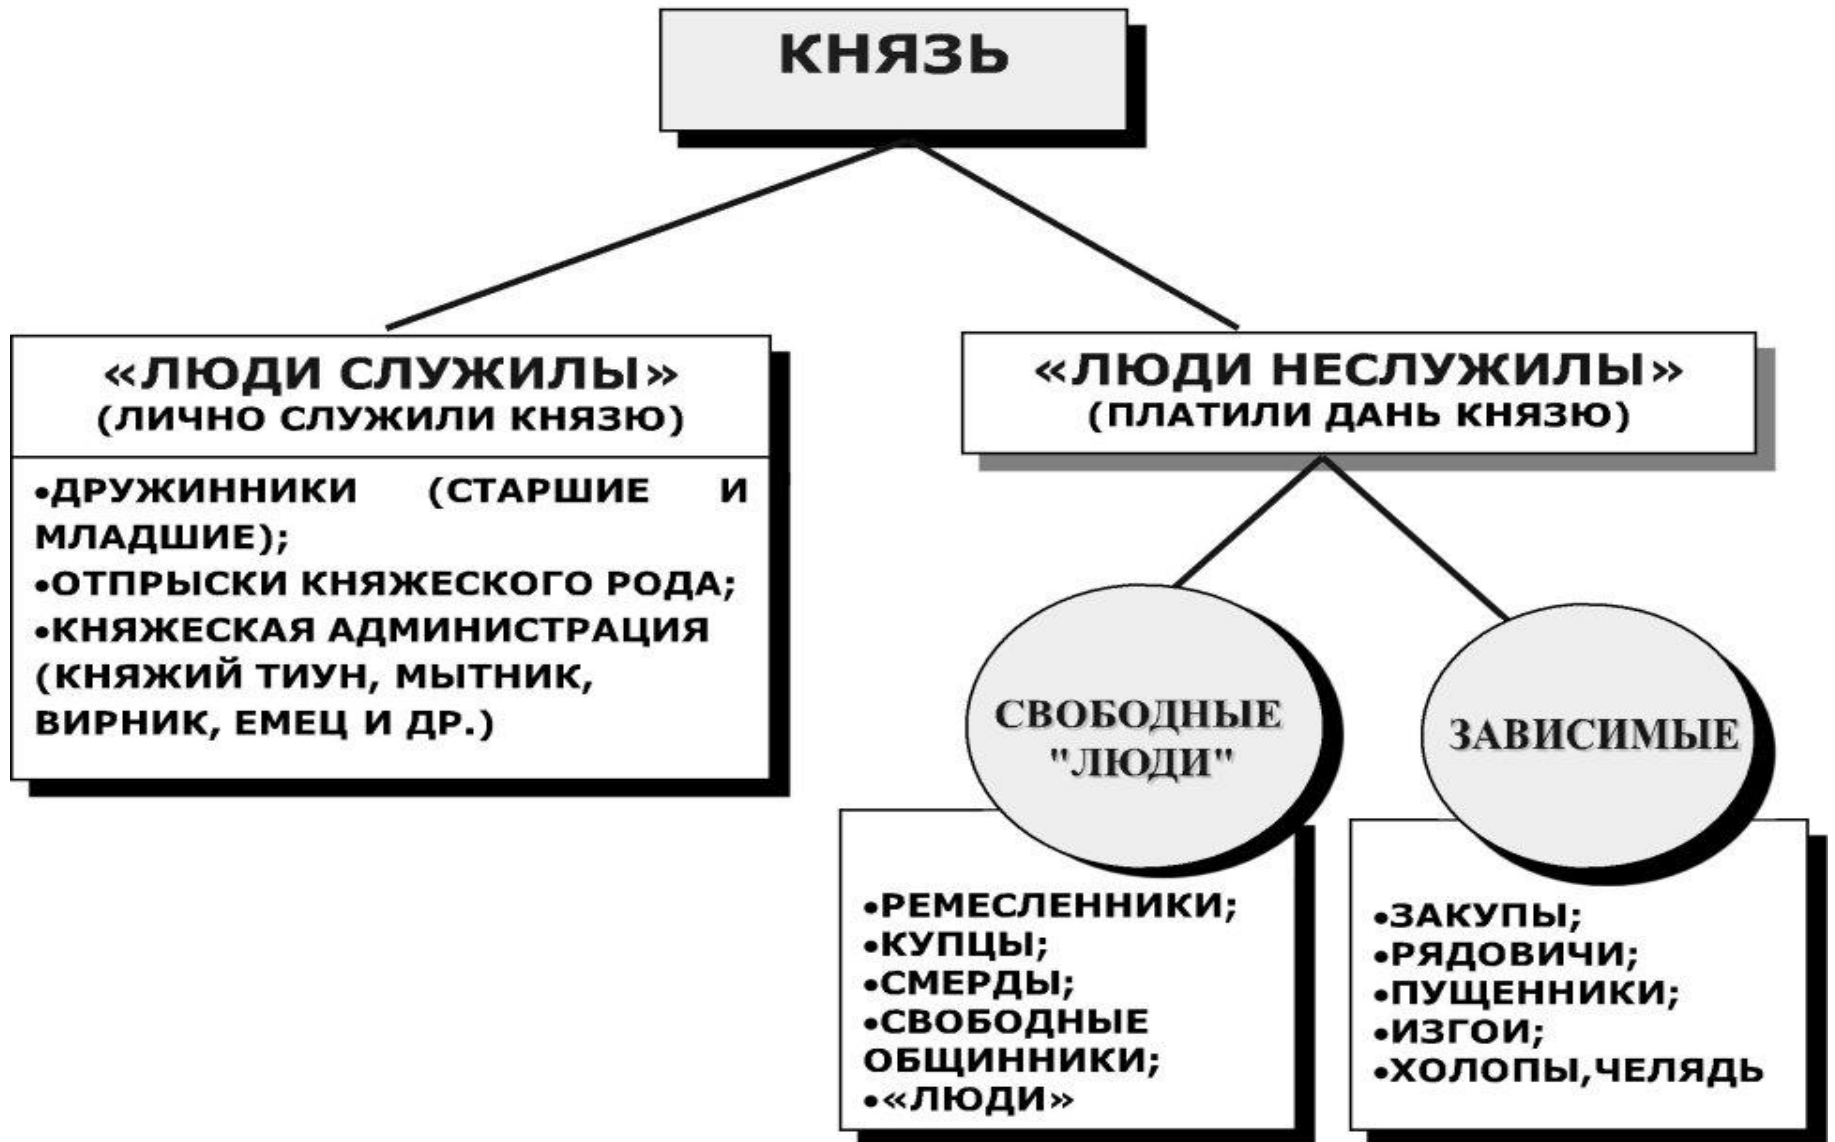 КНЯЗЬ
«ЛЮДИ СЛУЖИЛЫ»
(ЛИЧНО СЛУЖИЛИ КНЯЗЮ)
•ДРУЖИННИКИ (СТАРШИЕ И
МЛАДШИЕ);
•ОТПРЫСКИ КНЯЖЕСКОГО РОДА;
•КНЯЖЕСКАЯ АДМИНИСТРАЦИЯ
(КНЯЖИЙ ТИУН, МЫТНИК,
ВИРНИК, ЕМЕЦ И ДР.)
«ЛЮДИ НЕСЛУЖИЛЫ»
(ПЛАТИЛИ ДАНЬ КНЯЗЮ)
СВОБОДНЫЕ
"ЛЮДИ"
•РЕМЕСЛЕННИКИ;
•КУПЦЫ;
•СМЕРДЫ;
•СВОБОДНЫЕ
ОБЩИННИКИ;
•«ЛЮДИ»
ЗАВИСИМЫЕ
•ЗАКУПЫ;
•РЯДОВИЧИ;
•ПУЩЕННИКИ;
•ИЗГОИ;
•ХОЛОПЫ,ЧЕЛЯДЬ